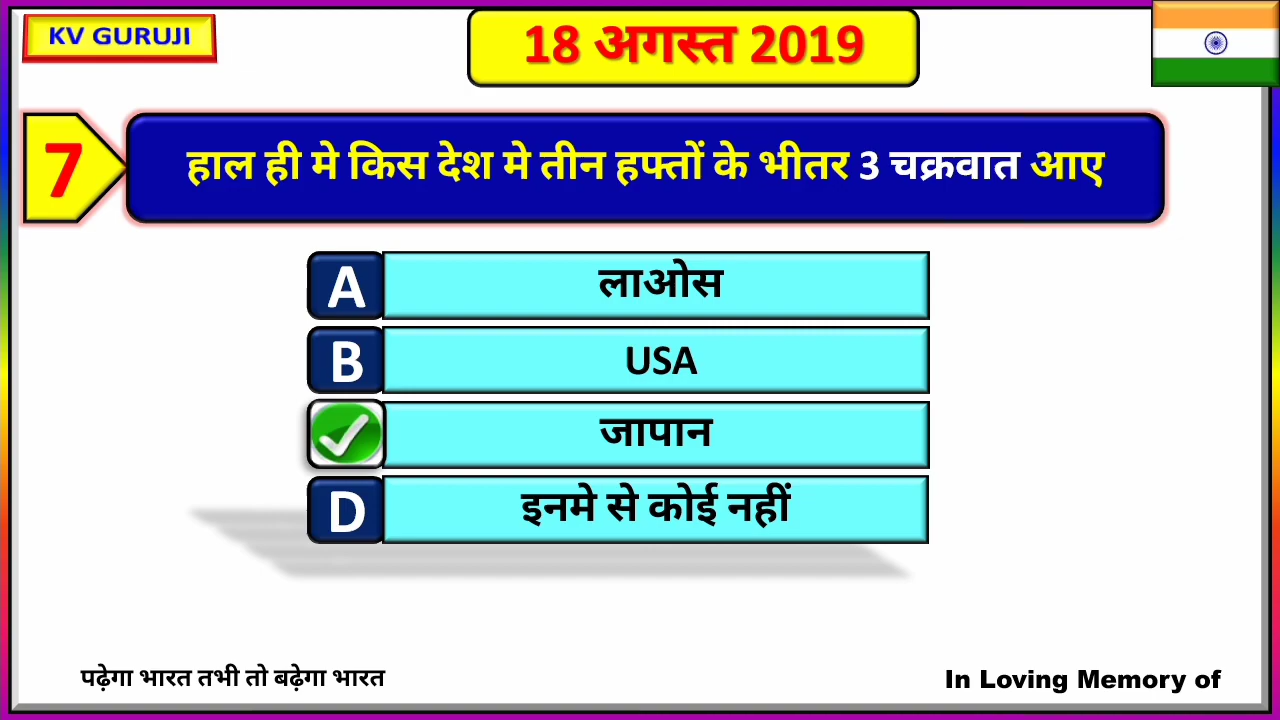 KV GURUJI
18 अगस्त 2019
7
हाल ही मे किस देश मे तीन हफ्तों के भीतर 3 चक्रवात आए
A
लाओस
B
USA
जापान
D
इनमे से कोई नहीं
पढ़ेगा भारत तभी तो बढ़ेगा भारत
In Loving Memory of